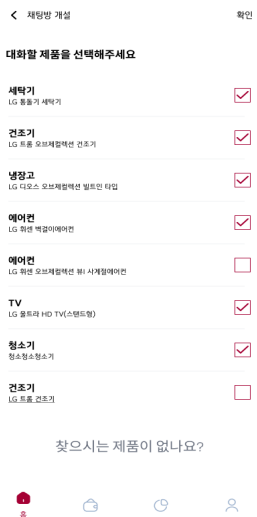 채팅방 개설
확인
대화할 제품을 선택해주세요
세탁기
LG 통돌기 세탁기
건조기
LG 트롬 오브제컬렉션 건조기
냉장고
LG 디오스 오브제컬렉션 빌트인 타입
에어컨
LG 휘센 벽걸이에어컨
에어컨
LG 휘센 오브제컬렉션 뷰I 사계절에어컨
TV
LG 울트라 HD TV(스탠드형)
청소기
청소청소청소기
건조기
LG 트롬 건조기
찾으시는 제품이 없나요?
홈